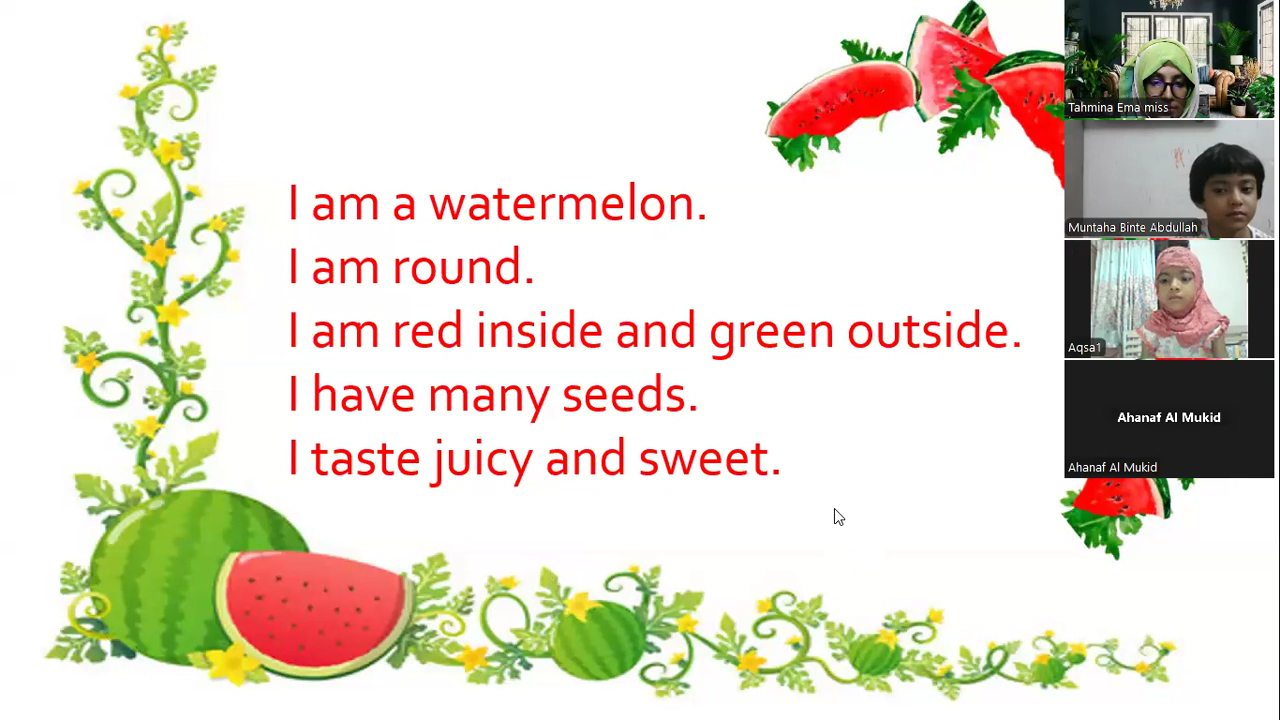 I am a watermelon.
I am round.
I am red inside and green outside.
I have many seeds.
I taste juicy and sweet.
Tahmina Ema miss
Muntaha Binte Abdullah
Aqsa1
Ahanaf Al Mukid
Ahanaf Al Mukid